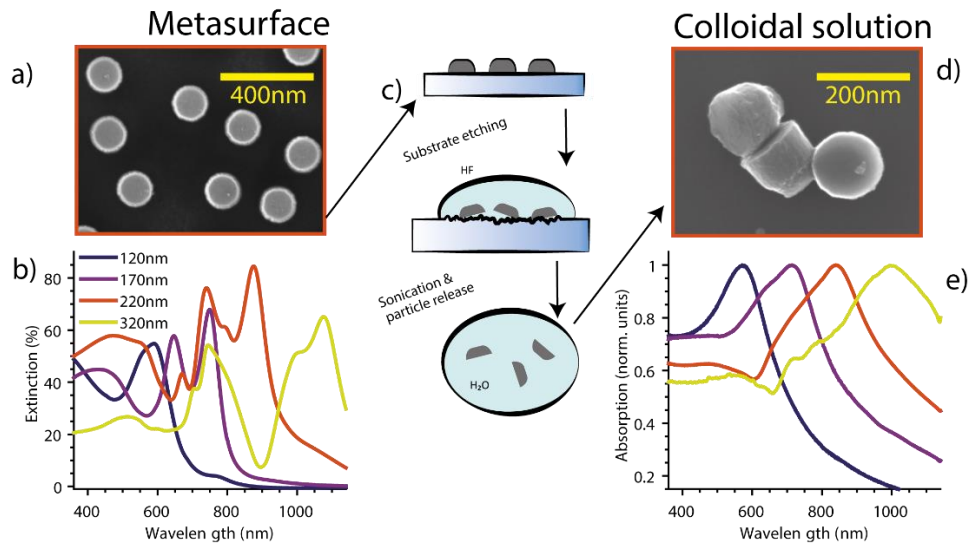 Metasurface
Colloidal solution
a)
400nm
c)
d)
200nm
Substrate etching
HF
b)
120nm
170nm
220nm
320nm
80
60
40
20
0
Extinction (%)
400 600 800 1000
Wavelen gth (nm)
Sonication &
particle release
H₂O
e)
1
0.8
0.6
0.4
0.2
Absorption (norm. units)
400 600 800 1000
Wavelen gth (nm)